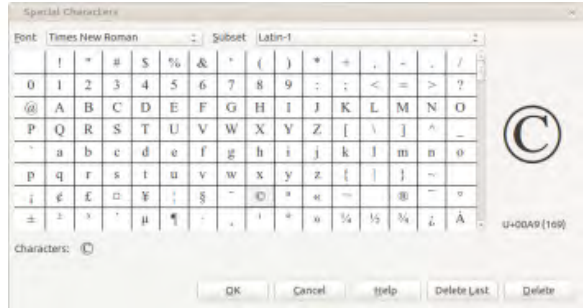 Special Characters
Font Times New Roman Subset Latin-1
! " # $ % & ' ( ) * + , - . /
0 1 2 3 4 5 6 7 8 9 : ; < = > ?
@ A B C D E F G H I J K L M N O
P Q R S T U V W X Y Z [ \ ] ^ _
` a b c d e f g h i j k l m n o
p q r s t u v w x y z { | } ~
¡ ¢ £ ¤ ¥ ¦ § ¨ © ª « ¬ ® ¯ °
± ² ³ ´ µ ¶ · ¸ ¹ º » ¼ ½ ¾ ¿ À
©
U+00A9 (169)
Characters: ©
OK Cancel Help Delete Last Delete